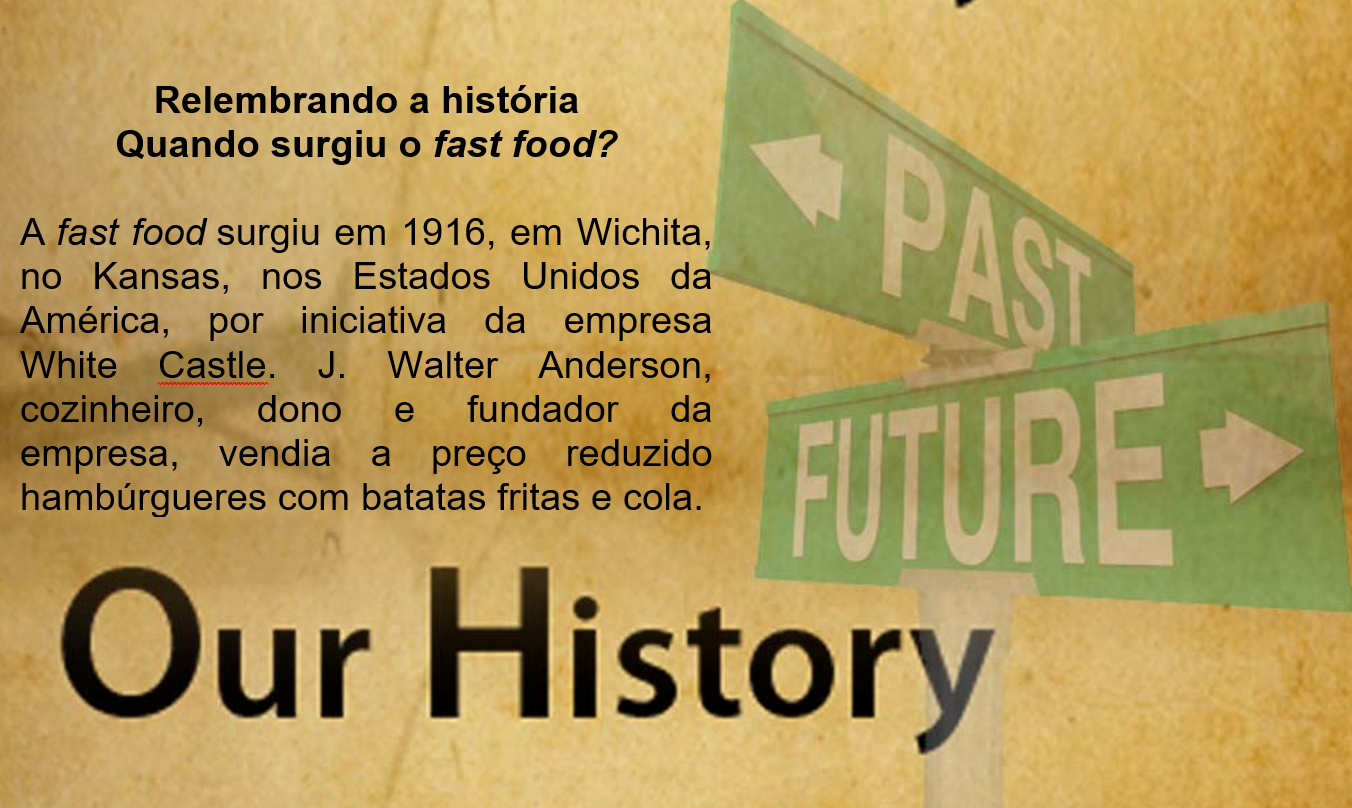 Relembrando a história
Quando surgiu o fast food?
A fast food surgiu em 1916, em Wichita,
no Kansas, nos Estados Unidos da
América, por iniciativa da empresa
White Castle. J. Walter Anderson,
cozinheiro, dono e fundador da
empresa, vendia a preço reduzido
hambúrgueres com batatas fritas e cola.
PAST
FUTURE
Our History